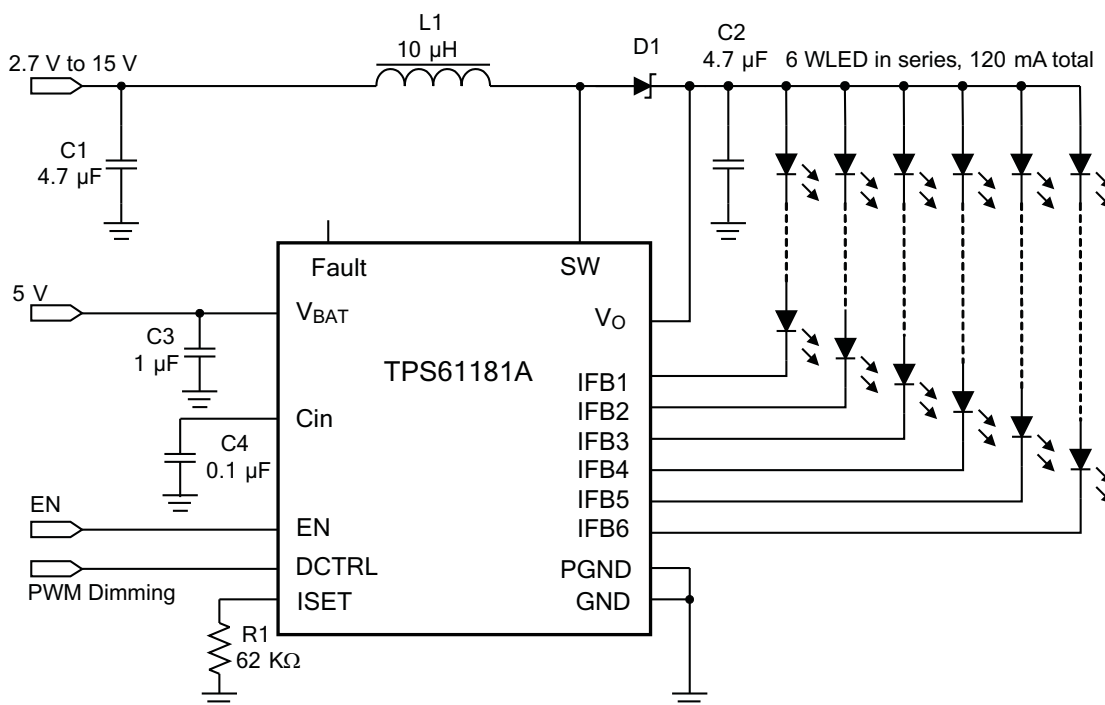 L1
10 µH
D1
C2
4.7 µF
6 WLED in series, 120 mA total
2.7 V to 15 V
C1
4.7 µF
Fault
SW
5 V
VBAT
VO
C3
1 µF
TPS61181A
IFB1
IFB2
IFB3
IFB4
IFB5
IFB6
Cin
C4
0.1 µF
EN
EN
DCTRL
PGND
PWM Dimming
ISET
GND
R1
62 KΩ